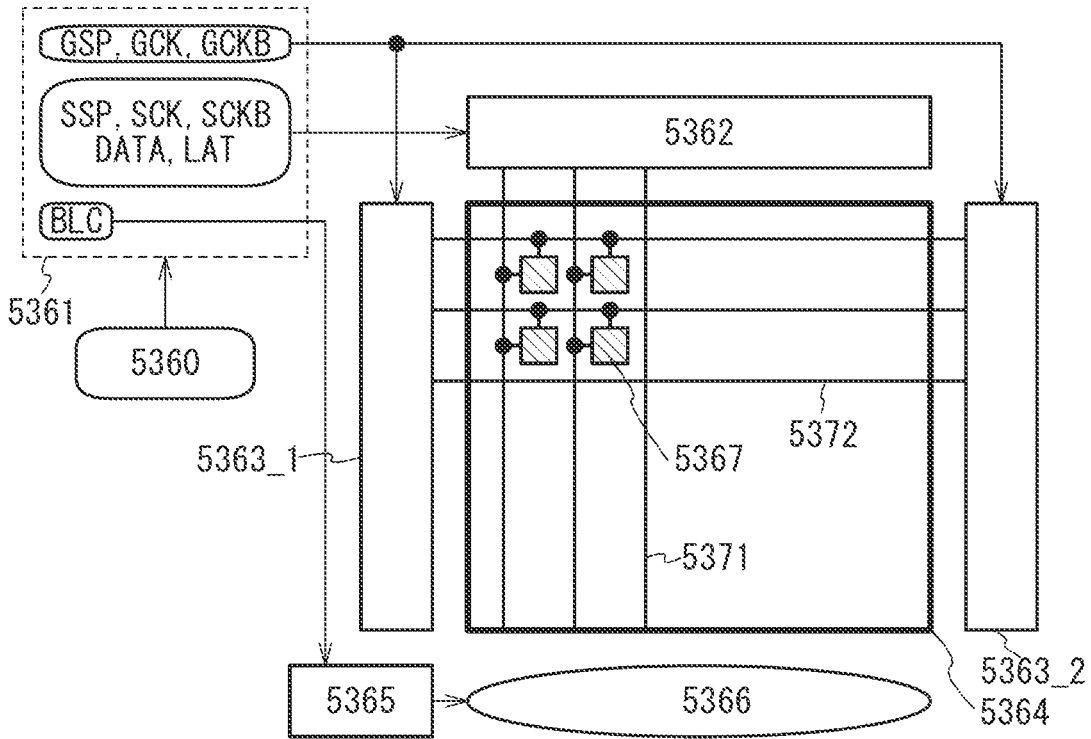 GSP, GCK, GCKB
SSP, SCK, SCKB
DATA, LAT
5362
BLC
5361
5360
5372
5363_1
5367
5371
5363_2
5365
5366
5364